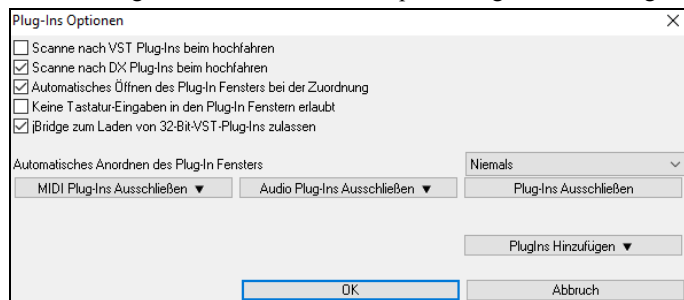 Plug-Ins Optionen
Scanne nach VST Plug-Ins beim hochfahren
Scanne nach DX Plug-Ins beim hochfahren
Automatisches Öffnen des Plug-In Fensters bei der Zuordnung
Keine Tastatur-Eingaben in den Plug-In Fenstern erlaubt
jBridge zum Laden von 32-Bit-VST-Plug-Ins zulassen
Automatisches Anordnen des Plug-In Fensters Niemals
MIDI Plug-Ins Ausschließen ▼ Audio Plug-Ins Ausschließen ▼ Plug-Ins Ausschließen
PlugIns Hinzufügen ▼
OK Abbruch